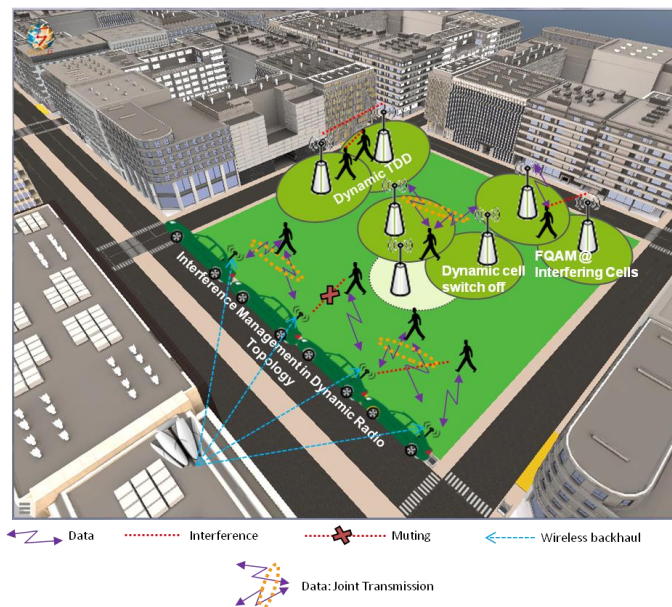 Dynamic TDD
Dynamic cell
switch off
FQAM @
Interfering Cells
Interference Management in Dynamic Radio
Topology
Data
Interference
Muting
Wireless backhaul
Data: Joint Transmission